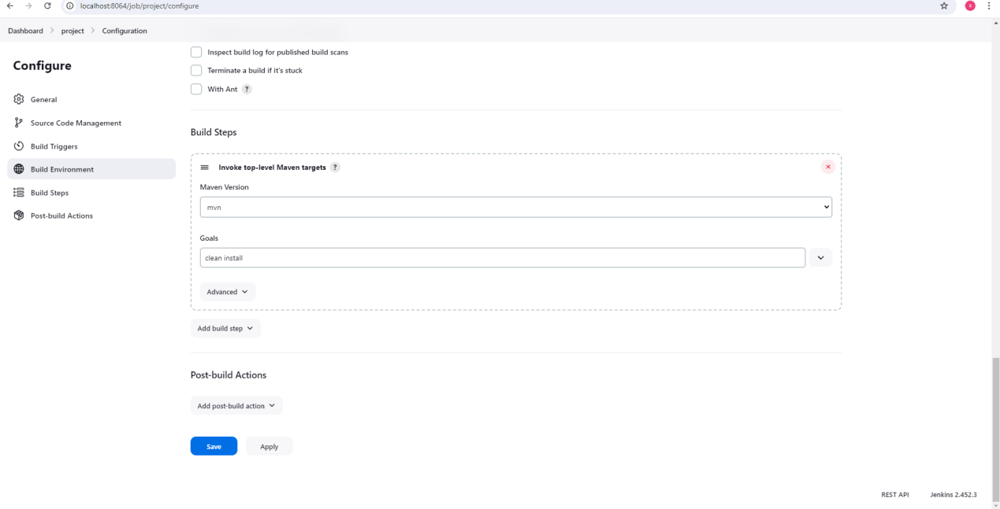 localhost:8064/job/project/configure
8
Dashboard > project > Configuration
Configure
General
Source Code Management
Build Triggers
Build Environment
Build Steps
Post-build Actions
Inspect build log for published build scans
Terminate a build if it's stuck
With Ant ?
Build Steps
Invoke top-level Maven targets ?
Maven Version
mvn
Goals
clean install
Advanced
Add build step
Post-build Actions
Add post-build action
Save Apply
REST API Jenkins 2.452.3